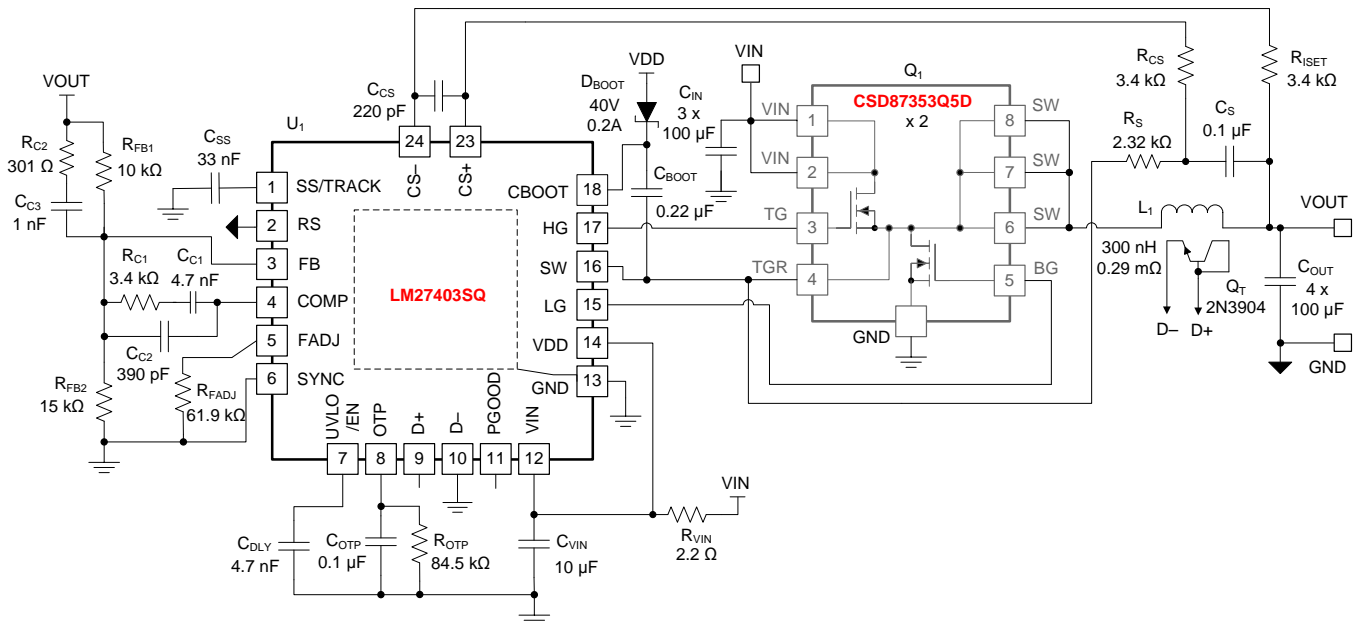 VOUT
RC2
301 Ω
RFB1
10 kΩ
CC3
1 nF
CSS
33 nF
RC1
3.4 kΩ
CC1
4.7 nF
CC2
390 pF
RFB2
15 kΩ
RFADJ
61.9 kΩ
U1
CCS
220 pF
24
23
CS–
CS+
1
SS/TRACK
2
RS
3
FB
4
COMP
5
FADJ
6
SYNC
LM27403SQ
CBOOT
18
HG
17
SW
16
LG
15
VDD
14
GND
13
UVLO
/EN
OTP
D+
D–
PGOOD
VIN
7
8
9
10
11
12
CDLY
4.7 nF
COTP
0.1 µF
ROTP
84.5 kΩ
CVIN
10 µF
RVIN
2.2 Ω
VIN
VDD
DBOOT
40V
0.2A
CBOOT
0.22 µF
CIN
3 x
100 µF
VIN
Q1
CSD87353Q5D
x 2
VIN
1
VIN
2
TG
3
TGR
4
SW
8
SW
7
SW
6
BG
5
GND
RCS
3.4 kΩ
RISET
3.4 kΩ
RS
2.32 kΩ
CS
0.1 µF
L1
300 nH
0.29 mΩ
QT
2N3904
D–
D+
VOUT
COUT
4 x
100 µF
GND